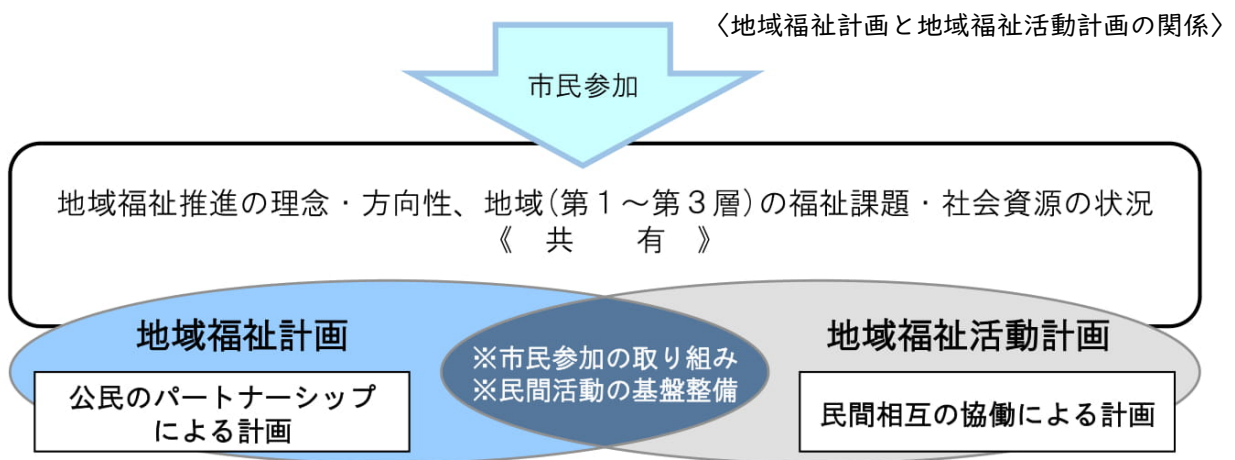 〈地域福祉計画と地域福祉活動計画の関係〉
市民参加
地域福祉推進の理念・方向性、地域(第1～第3層)の福祉課題・社会資源の状況
《　共　　有　》
地域福祉計画
公民のパートナーシップ
による計画
※市民参加の取り組み
※民間活動の基盤整備
地域福祉活動計画
民間相互の協働による計画